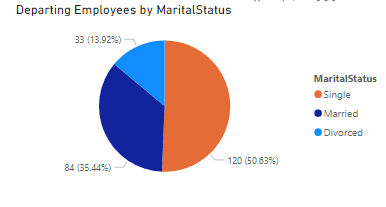 Departing Employees by MaritalStatus
33 (13.92%)
MaritalStatus
Single
Married
Divorced
84 (35.44%)
120 (50.63%)